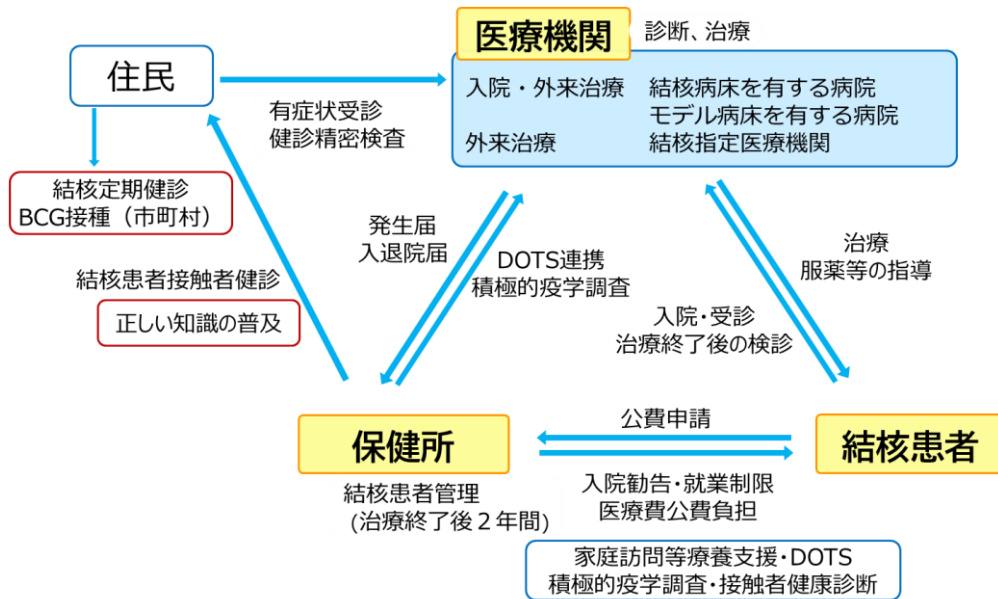 医療機関
診断、治療
住民
入院・外来治療 結核病床を有する病院
モデル病床を有する病院
外来治療 結核指定医療機関
有症状受診
健診精密検査
結核定期健診
BCG接種（市町村）
発生届
入退院届
DOTS連携
積極的疫学調査
治療
服薬等の指導
結核患者接触者健診
正しい知識の普及
入院・受診
治療終了後の検診
保健所
公費申請
結核患者
結核患者管理
(治療終了後２年間)
入院勧告・就業制限
医療費公費負担
家庭訪問等療養支援・DOTS
積極的疫学調査・接触者健康診断